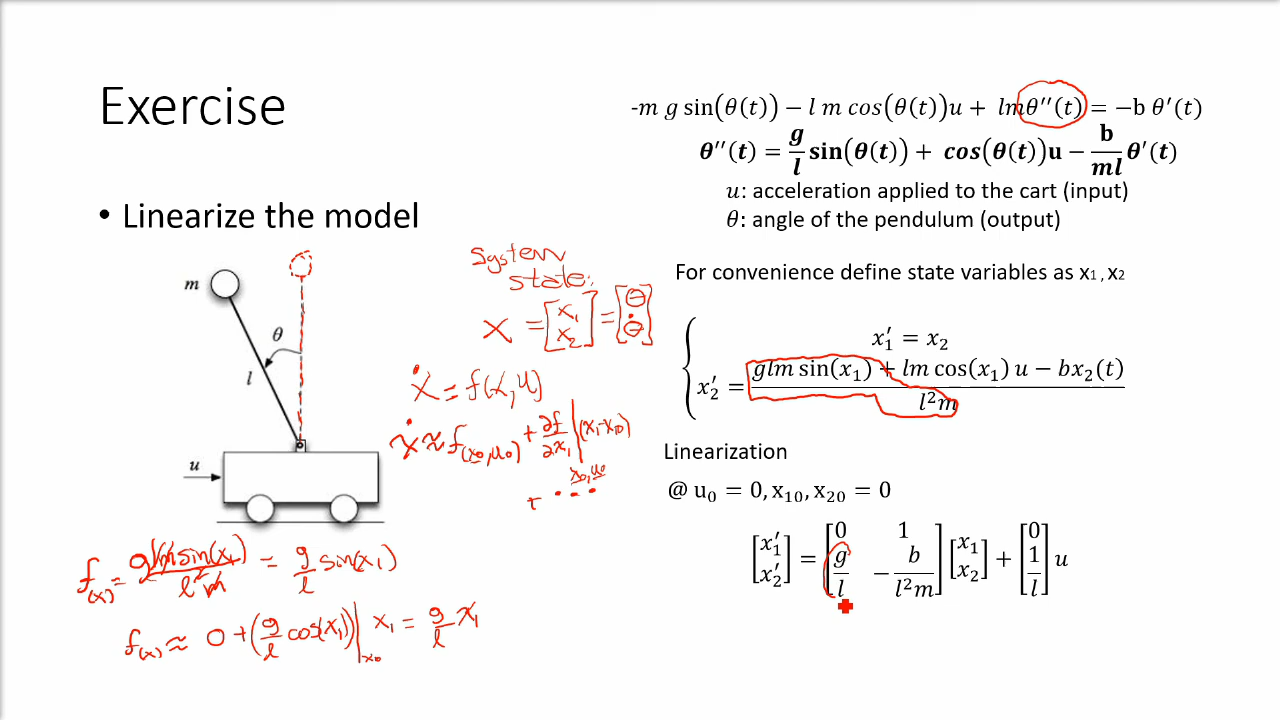 Exercise
• Linearize the model
-m g sin(θ(t)) − l m cos(θ(t))u + lmθ′′(t) = −b θ′(t)
θ′′(t) = g/l sin(θ(t)) + cos(θ(t))u − b/ml θ′(t)
u: acceleration applied to the cart (input)
θ: angle of the pendulum (output)
For convenience define state variables as x₁ , x₂
x₁′ = x₂
x₂′ = (glm sin(x₁) + lm cos(x₁) u − bx₂(t)) / l²m
Linearization
@ u₀ = 0, x₁₀, x₂₀ = 0
[x₁′ x₂′] = [0 1; g/l −b/l²m] [x₁ x₂] + [0 1/l] u
m
θ
l
u
System
state:
X = [x₁ x₂] = [θ θ̇]
Ẋ = f(x,u)
ẋ ≈ f(x₀,u₀) + ∂f/∂x₁ |x₀,u₀ (x₁-x₁₀)
+ ...
f(x) = glm sin(x₁) / l²m = g/l sin(x₁)
f(x) ≈ 0 + (g/l cos(x₁))|x₀ x₁ = g/l x₁